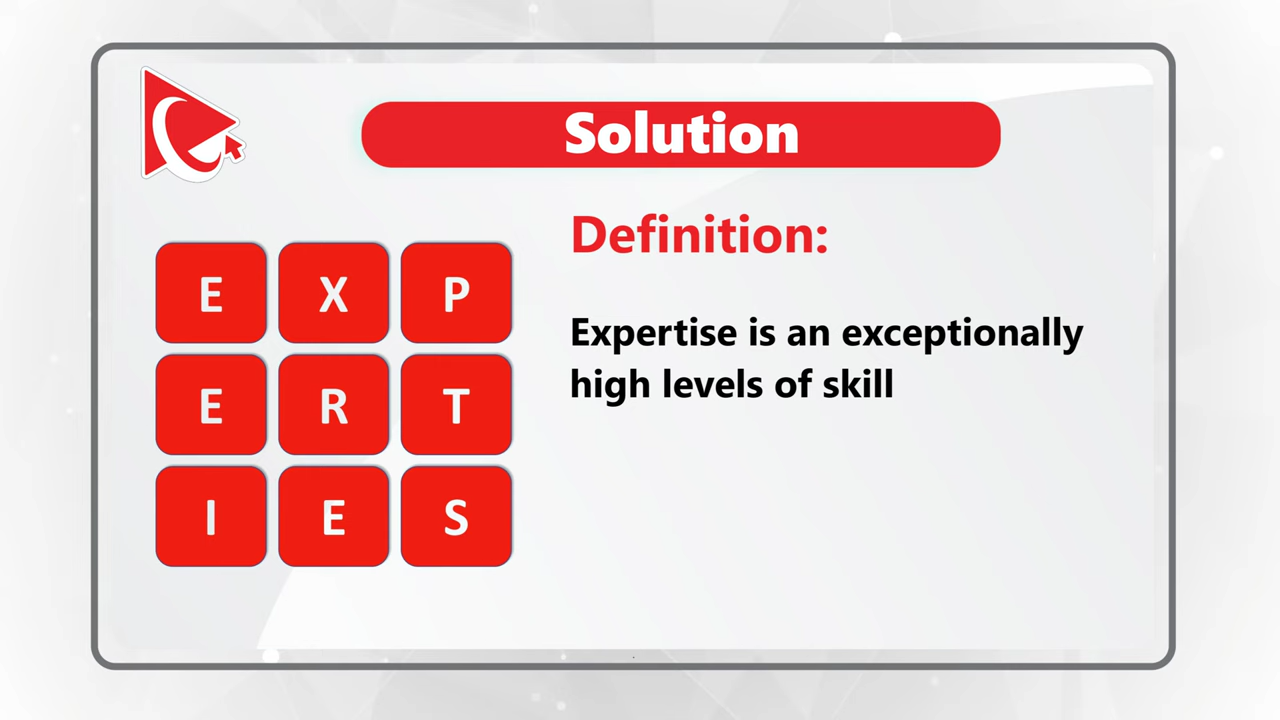 Solution
Definition:
E X P
E R T
I E S
Expertise is an exceptionally
high levels of skill